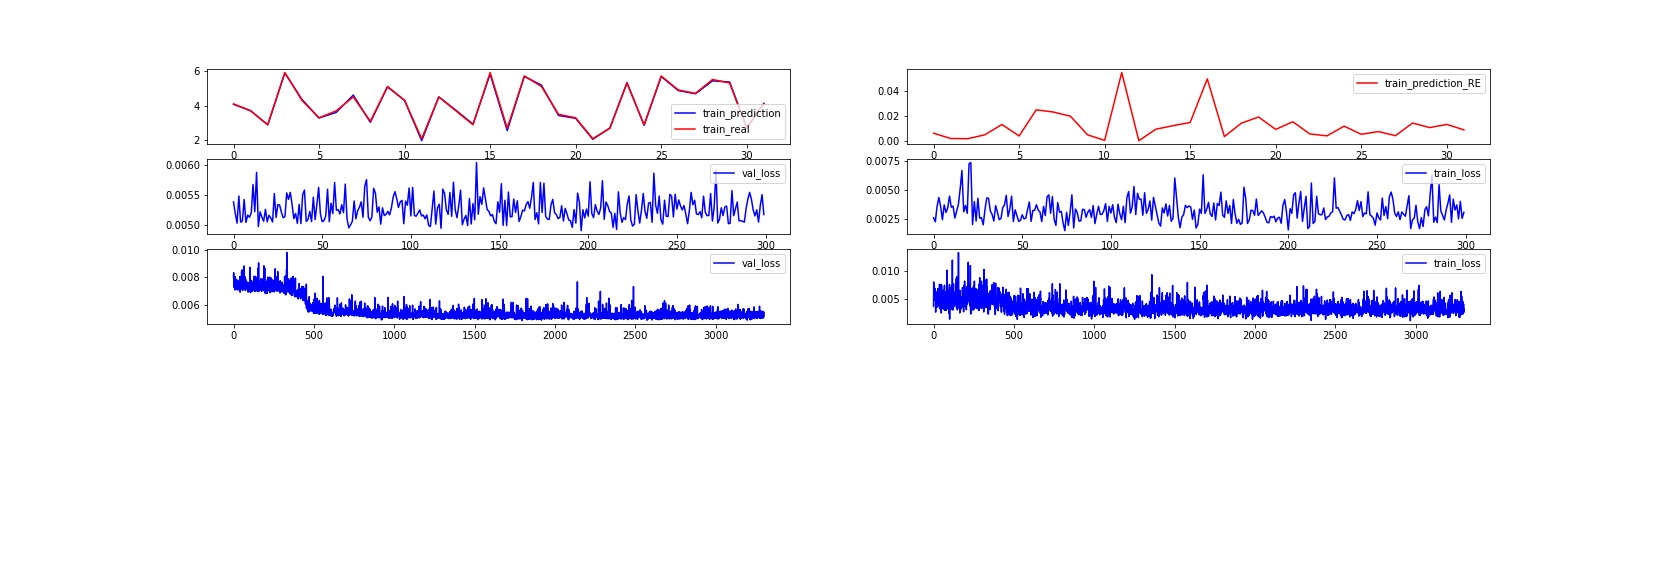 6
4
2
train_prediction
train_real
0 5 10 15 20 25 30
0.04
0.02
0.00
train_prediction_RE
0 5 10 15 20 25 30
0.0060
0.0055
0.0050
val_loss
0 50 100 150 200 250 300
0.0075
0.0050
0.0025
train_loss
0 50 100 150 200 250 300
0.010
0.008
0.006
val_loss
0 500 1000 1500 2000 2500 3000
0.010
0.005
train_loss
0 500 1000 1500 2000 2500 3000